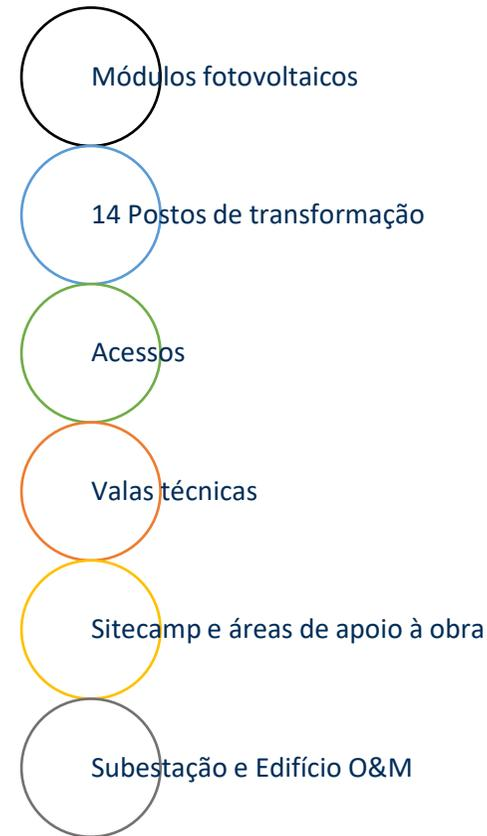 Módulos fotovoltaicos
14 Postos de transformação
Acessos
Valas técnicas
Sitecamp e áreas de apoio à obra
Subestação e Edifício O&M